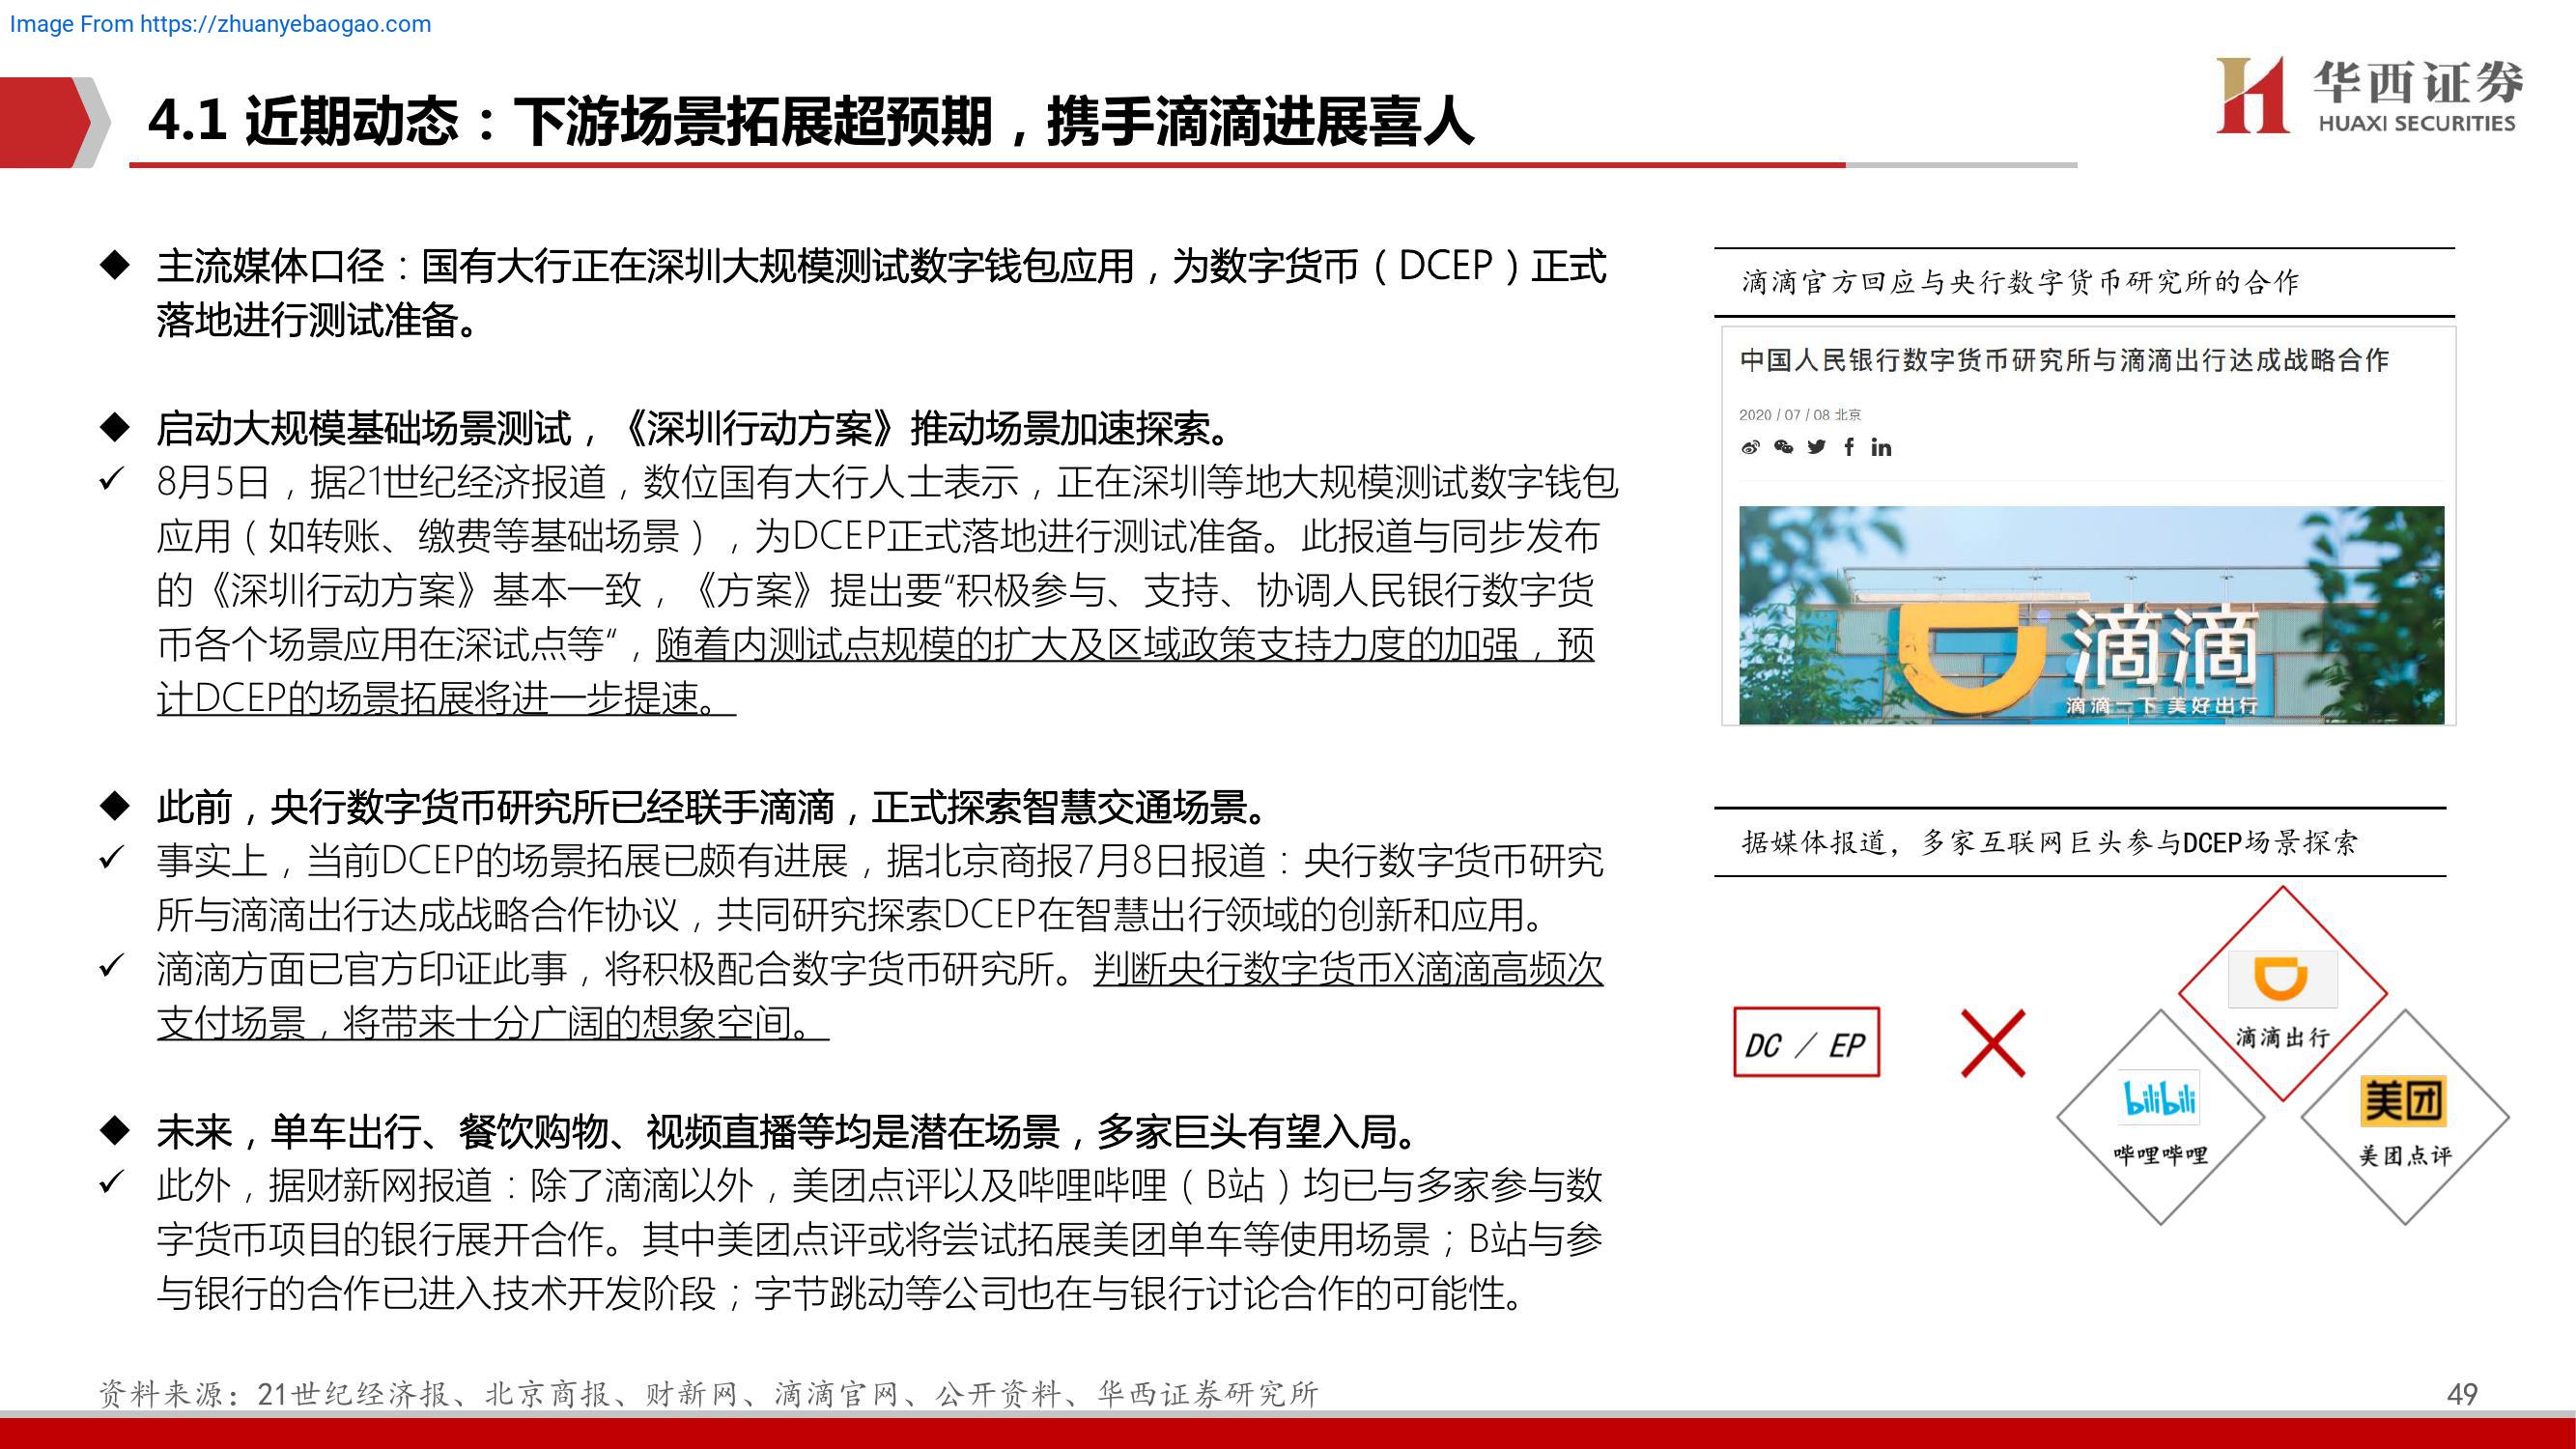 Image From https://zhuanyebaogao.com
华西证券
HUAXI SECURITIES
4.1 近期动态：下游场景拓展超预期，携手滴滴进展喜人
主流媒体口径：国有大行正在深圳大规模测试数字钱包应用，为数字货币（DCEP）正式
落地进行测试准备。
启动大规模基础场景测试，《深圳行动方案》推动场景加速探索。
8月5日，据21世纪经济报道，数位国有大行人士表示，正在深圳等地大规模测试数字钱包
应用（如转账、缴费等基础场景），为DCEP正式落地进行测试准备。此报道与同步发布
的《深圳行动方案》基本一致，《方案》提出要“积极参与、支持、协调人民银行数字货
币各个场景应用在深试点等“，随着内测试点规模的扩大及区域政策支持力度的加强，预
计DCEP的场景拓展将进一步提速。
此前，央行数字货币研究所已经联手滴滴，正式探索智慧交通场景。
事实上，当前DCEP的场景拓展已颇有进展，据北京商报7月8日报道：央行数字货币研究
所与滴滴出行达成战略合作协议，共同研究探索DCEP在智慧出行领域的创新和应用。
滴滴方面已官方印证此事，将积极配合数字货币研究所。判断央行数字货币X滴滴高频次
支付场景，将带来十分广阔的想象空间。
未来，单车出行、餐饮购物、视频直播等均是潜在场景，多家巨头有望入局。
此外，据财新网报道：除了滴滴以外，美团点评以及哔哩哔哩（B站）均已与多家参与数
字货币项目的银行展开合作。其中美团点评或将尝试拓展美团单车等使用场景；B站与参
与银行的合作已进入技术开发阶段；字节跳动等公司也在与银行讨论合作的可能性。
滴滴官方回应与央行数字货币研究所的合作
中国人民银行数字货币研究所与滴滴出行达成战略合作
2020 / 07 / 08 北京
滴滴
滴滴一下 美好出行
据媒体报道，多家互联网巨头参与DCEP场景探索
DC / EP
滴滴出行
bilibili
哔哩哔哩
美团
美团点评
资料来源：21世纪经济报、北京商报、财新网、滴滴官网、公开资料、华西证券研究所
49